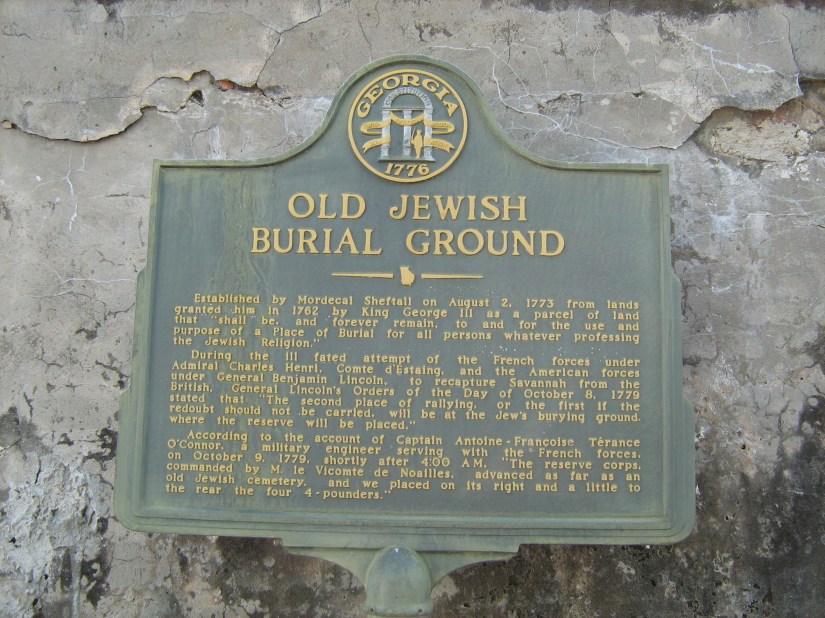 GEORGIA
1776
OLD JEWISH
BURIAL GROUND
Established by Mordecai Sheftall on August 2, 1773 from lands
granted him in 1762 by King George III as a parcel of land
that "shall be, and forever remain, to and for the use and
purpose of a Place of Burial for all persons whatever professing
the Jewish Religion."
During the ill fated attempt of the French forces under
Admiral Charles Henri, Comte d'Estaing, and the American forces
under General Benjamin Lincoln, to recapture Savannah from the
British, General Lincoln's Orders of the Day of October 8, 1779
stated that "The second place of rallying, or the first if the
redoubt should not be carried, will be at the Jew's burying ground,
where the reserve will be placed."
According to the account of Captain Antoine-Francoise Térance
O'Connor, a military engineer serving with the French forces,
on October 9, 1779, shortly after 4:00 A.M. "The reserve corps,
commanded by M. le Vicomte de Noailles, advanced as far as an
old Jewish cemetery, and we placed on its right and a little to
the rear the four 4-pounders."